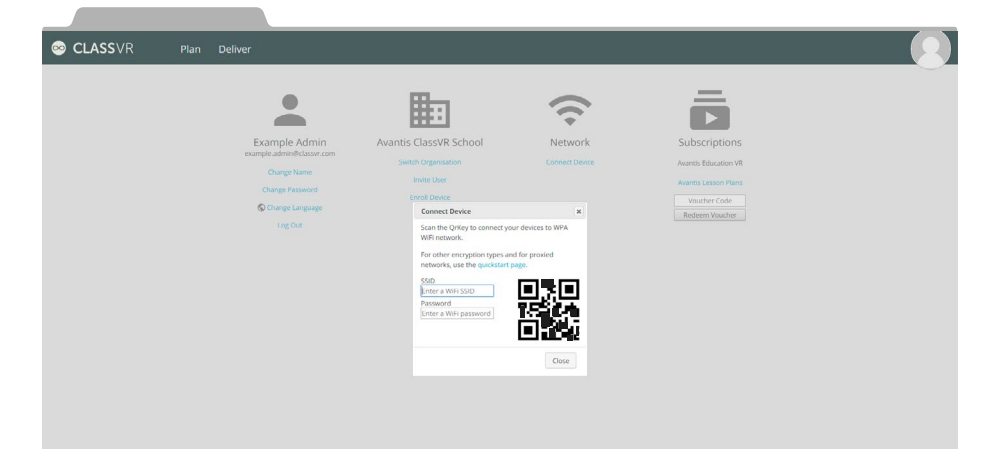 CLASSVR
Plan
Deliver
Example Admin
example.admin@classvr.com
Change Name
Change Password
Change Language
Log Out
Avantis ClassVR School
Switch Organisation
Invite User
Enroll Device
Network
Connect Device
Subscriptions
Avantis Education VR
Avantis Lesson Plans
Voucher Code
Redeem Voucher
Connect Device
Scan the QrKey to connect your devices to WPA
WiFi network.
For other encryption types and for proxied
networks, use the quickstart page.
SSID
Enter a WiFi SSID
Password
Enter a WiFi password
Close